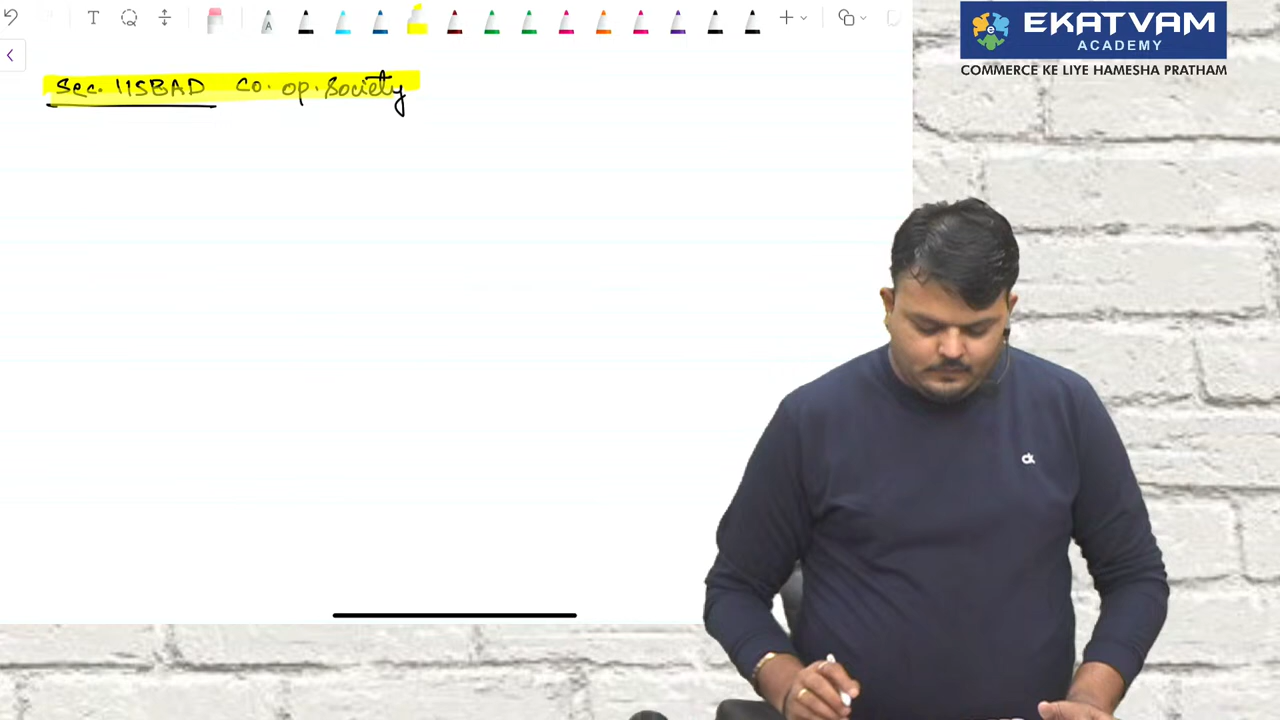 EKATVAM
ACADEMY
COMMERCE KE LIYE HAMESHA PRATHAM
Sec. 115BAD Co. op. Society